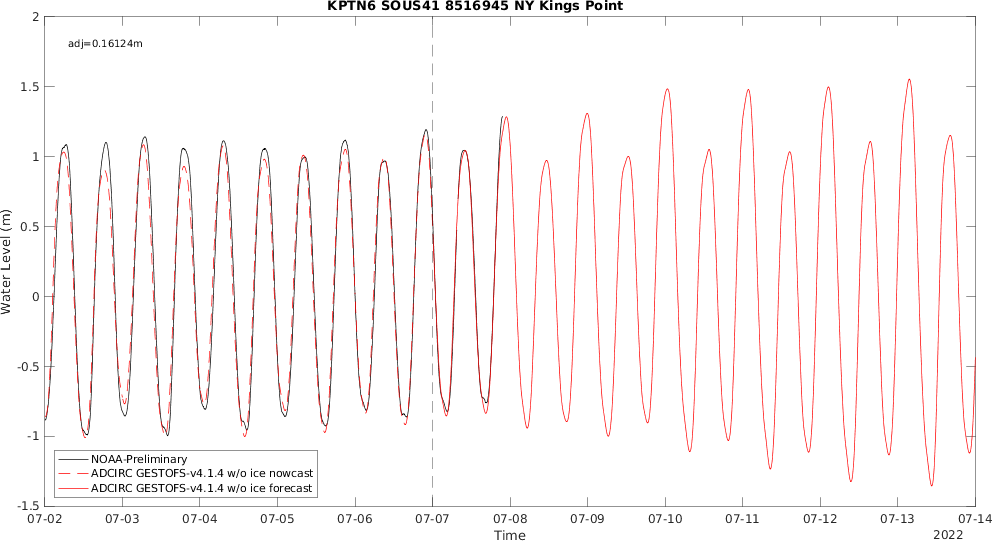 KPTN6 SOUS41 8516945 NY Kings Point
adj=0.16124m
Water Level (m)
2
1.5
1
0.5
0
-0.5
-1
-1.5
NOAA-Preliminary
ADCIRC GESTOFS-v4.1.4 w/o ice nowcast
ADCIRC GESTOFS-v4.1.4 w/o ice forecast
07-02 07-03 07-04 07-05 07-06 07-07 07-08 07-09 07-10 07-11 07-12 07-13 07-14
Time
2022